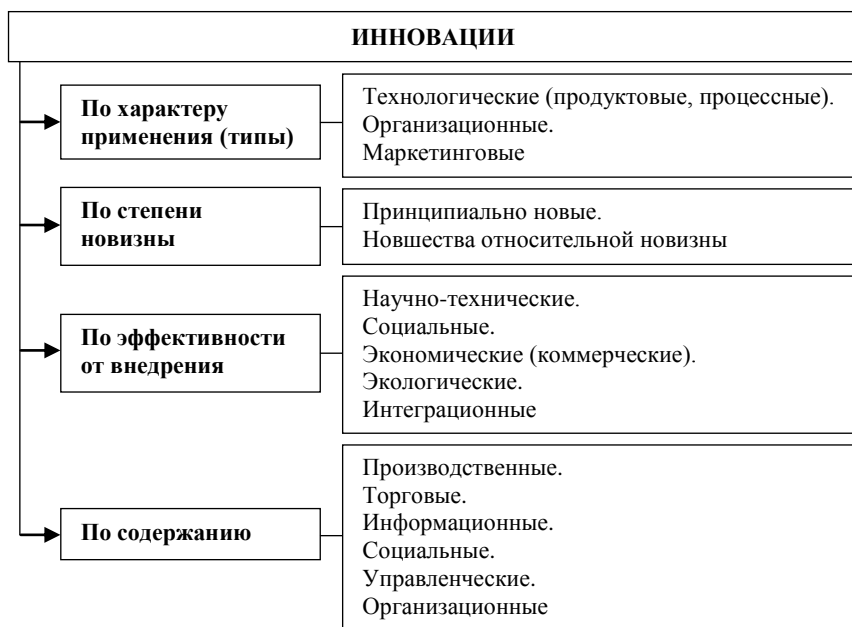 ИННОВАЦИИ
По характеру
применения (типы)
Технологические (продуктовые, процессные).
Организационные.
Маркетинговые
По степени
новизны
Принципиально новые.
Новшества относительной новизны
По эффективности
от внедрения
Научно-технические.
Социальные.
Экономические (коммерческие).
Экологические.
Интеграционные
По содержанию
Производственные.
Торговые.
Информационные.
Социальные.
Управленческие.
Организационные